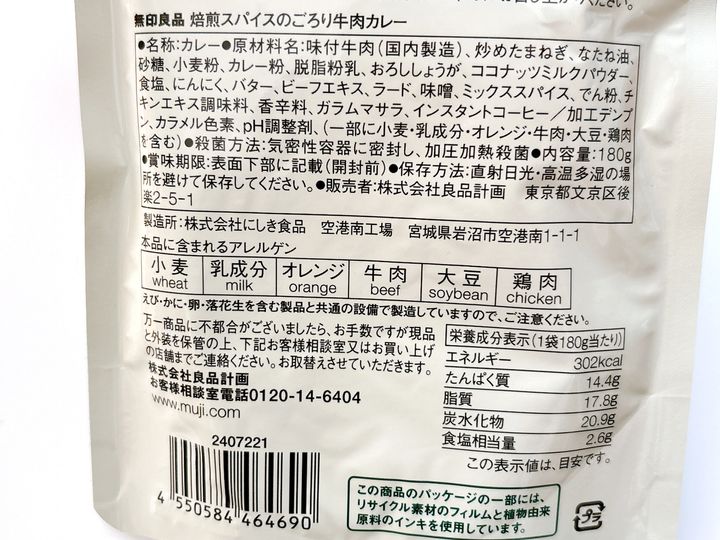 無印良品 焙煎スパイスのごろり牛肉カレー
●名称:カレー●原材料名:味付牛肉(国内製造)、炒めたまねぎ、なたね油、
砂糖、小麦粉、カレー粉、脱脂粉乳、おろししょうが、ココナッツミルクパウダー、
食塩、にんにく、バター、ビーフエキス、ラード、味噌、ミックススパイス、でん粉、チ
キンエキス調味料、香辛料、ガラムマサラ、インスタントコーヒー/加工デンプ
ン、カラメル色素、pH調整剤、(一部に小麦・乳成分・オレンジ・牛肉・大豆・鶏肉
を含む)●殺菌方法:気密性容器に密封し、加圧加熱殺菌●内容量:180g
●賞味期限:表面下部に記載(開封前)●保存方法:直射日光・高温多湿の場
所を避けて保存してください。●販売者:株式会社良品計画 東京都文京区後
楽2-5-1
製造所:株式会社にしき食品 空港南工場 宮城県岩沼市空港南1-1-1
本品に含まれるアレルゲン
小麦 乳成分 オレンジ 牛肉 大豆 鶏肉
wheat milk orange beef soybean chicken
えび・かに・卵・落花生を含む製品と共通の設備で製造していますので、ご注意ください。
万一商品に不都合がございましたら、お手数ですが現品
と外装を保管の上、下記お客様相談室又はお買い上げ
の店舗までご連絡ください。お取替えさせていただきます。
株式会社良品計画
お客様相談室電話0120-14-6404
www.muji.com
栄養成分表示(1袋180g当たり)
エネルギー 302kcal
たんぱく質 14.4g
脂質 17.8g
炭水化物 20.9g
食塩相当量 2.6g
この表示値は、目安です。
2407221
4 550584 464690
この商品のパッケージの一部には、
リサイクル素材のフィルムと植物由来
原料のインキを使用しています。
プラ